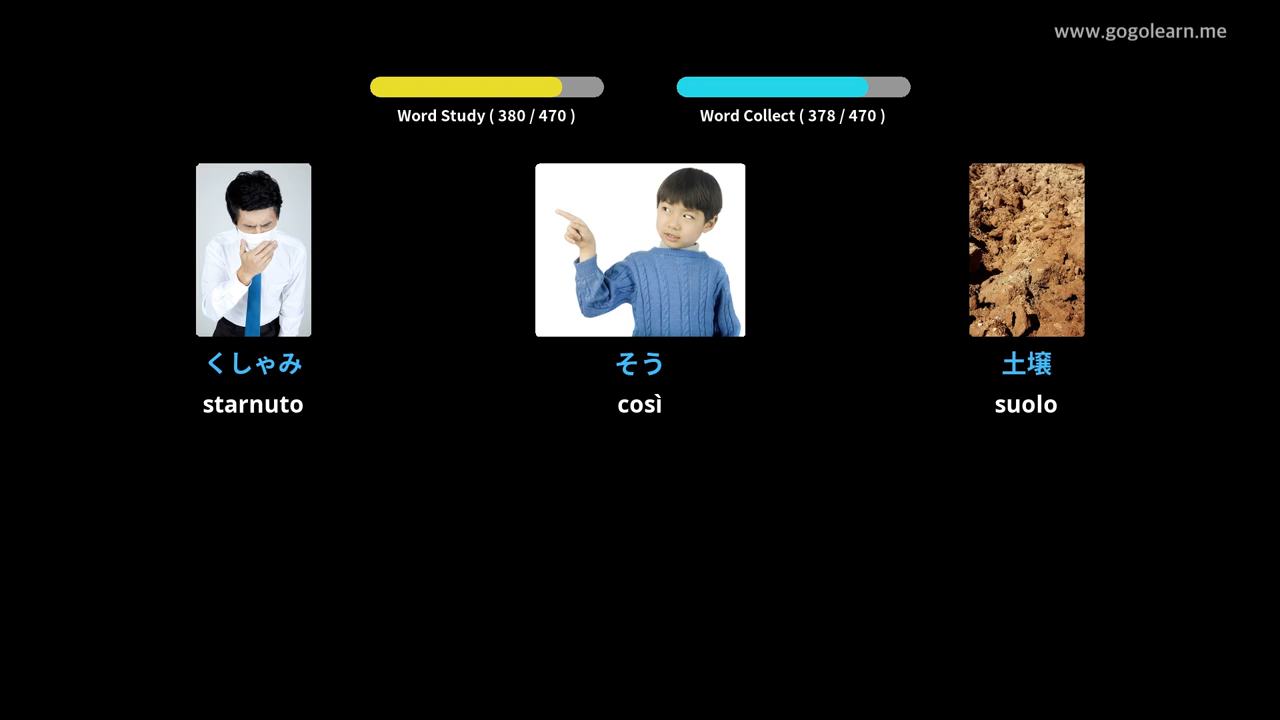 www.gogolearn.me
Word Study ( 380 / 470 )
Word Collect ( 378 / 470 )
くしゃみ
そう
土壌
starnuto
così
suolo